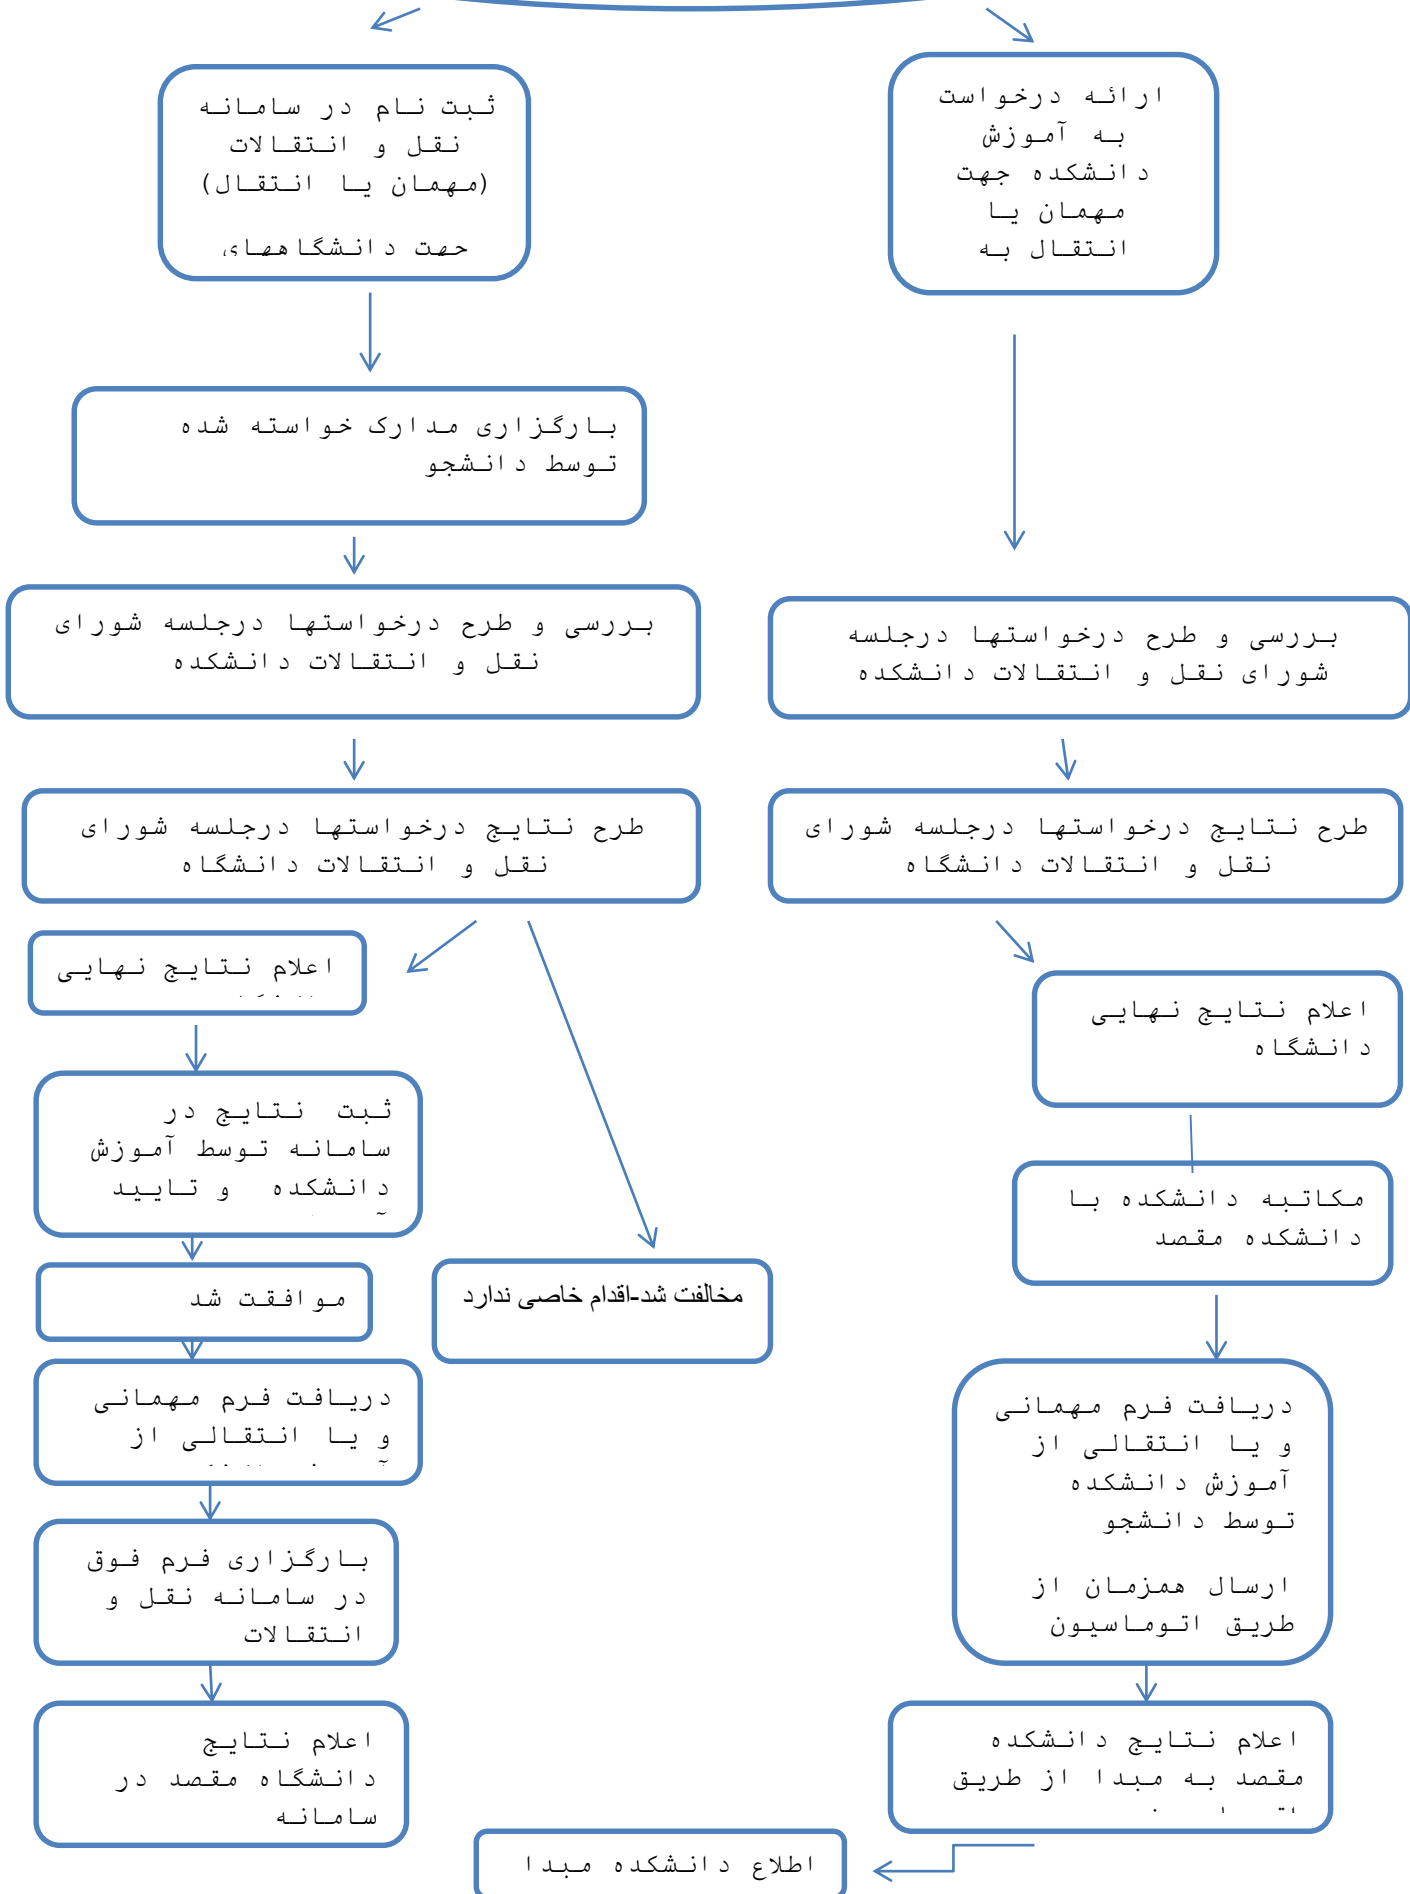 ارائه درخواست
به آموزش
دانشکده جهت
مهمان یا
انتقال به
ثبت نام در سامانه
نقل و انتقالات
(مهمان یا انتقال)
جهت دانشگاههای
بارگزاری مدارک خواسته شده
توسط دانشجو
بررسی و طرح درخواستها درجلسه
شورای نقل و انتقالات دانشکده
بررسی و طرح درخواستها درجلسه شورای
نقل و انتقالات دانشکده
طرح نتایج درخواستها درجلسه شورای
نقل و انتقالات دانشگاه
طرح نتایج درخواستها درجلسه شورای
نقل و انتقالات دانشگاه
اعلام نتایج نهایی
دانشگاه
اعلام نتایج نهایی
ثبت نتایج در
سامانه توسط آموزش
دانشکده و تایید
مکاتبه دانشکده با
دانشکده مقصد
مخالفت شد-اقدام خاصی ندارد
موافقت شد
دریافت فرم مهمانی
و یا انتقالی از
آموزش دانشکده
توسط دانشجو
ارسال همزمان از
طریق اتوماسیون
دریافت فرم مهمانی
و یا انتقالی از
بارگزاری فرم فوق
در سامانه نقل و
انتقالات
اعلام نتایج دانشکده
مقصد به مبدا از طریق
اعلام نتایج
دانشگاه مقصد در
سامانه
اطلاع دانشکده مبدا